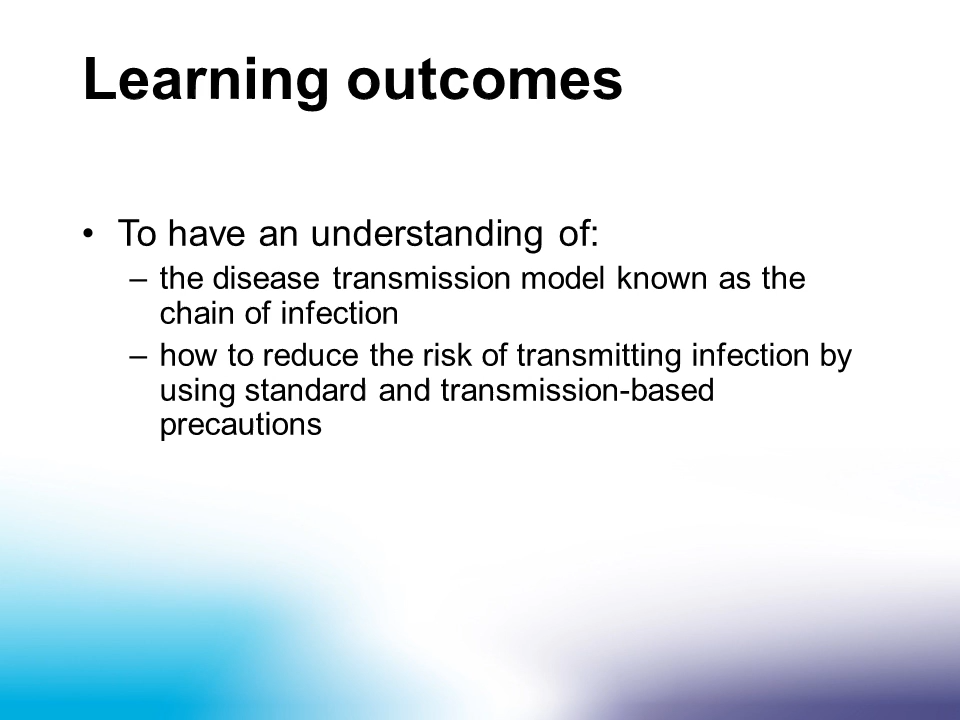 Learning outcomes
• To have an understanding of:
– the disease transmission model known as the
chain of infection
– how to reduce the risk of transmitting infection by
using standard and transmission-based
precautions